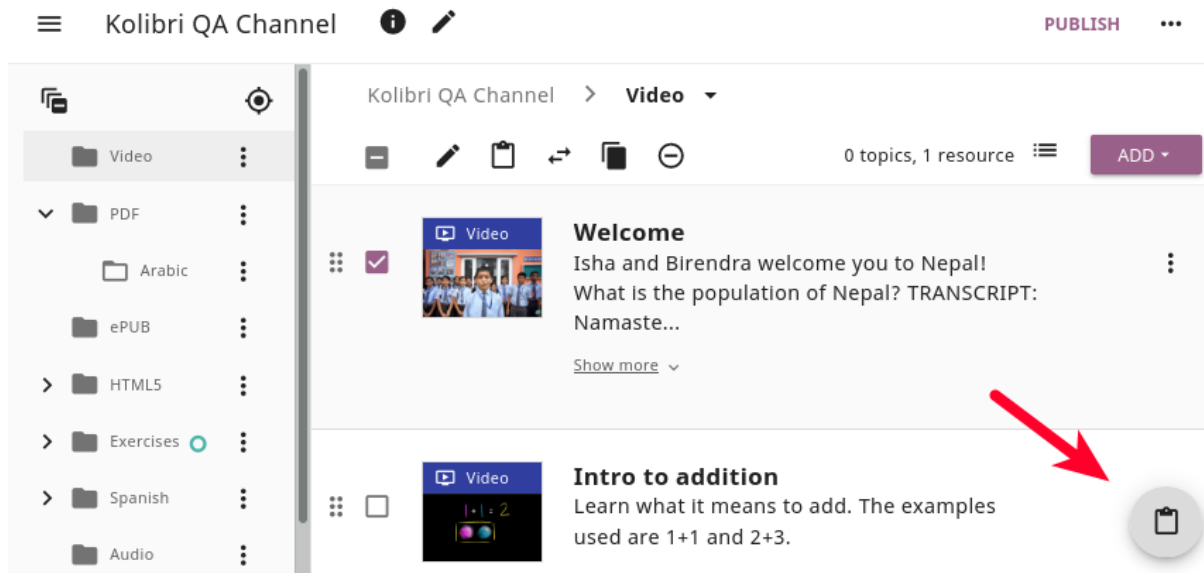 Kolibri QA Channel
PUBLISH
Kolibri QA Channel > Video
0 topics, 1 resource
ADD
Video
PDF
Arabic
ePUB
HTML5
Exercises
Spanish
Audio
Video
Welcome
Isha and Birendra welcome you to Nepal!
What is the population of Nepal? TRANSCRIPT:
Namaste...
Show more
Video
1+1=2
Intro to addition
Learn what it means to add. The examples
used are 1+1 and 2+3.